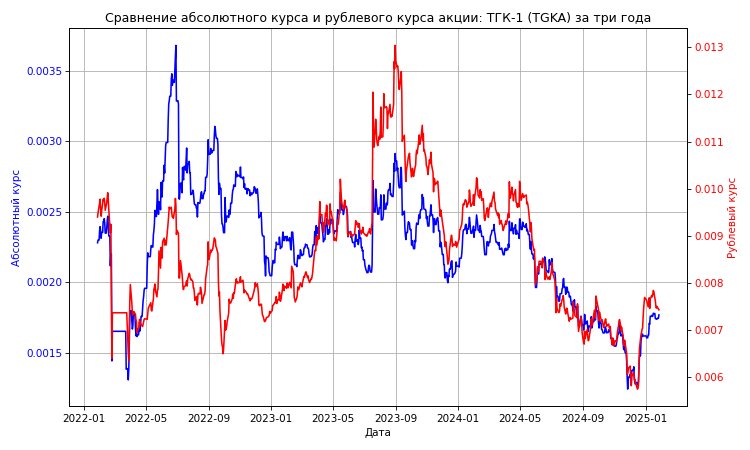 Сравнение абсолютного курса и рублевого курса акции: ТГК-1 (TGKA) за три года
0.0035
0.0030
0.0025
0.0020
0.0015
Абсолютный курс
0.013
0.012
0.011
0.010
0.009
0.008
0.007
0.006
Рублевый курс
2022-01 2022-05 2022-09 2023-01 2023-05 2023-09 2024-01 2024-05 2024-09 2025-01
Дата